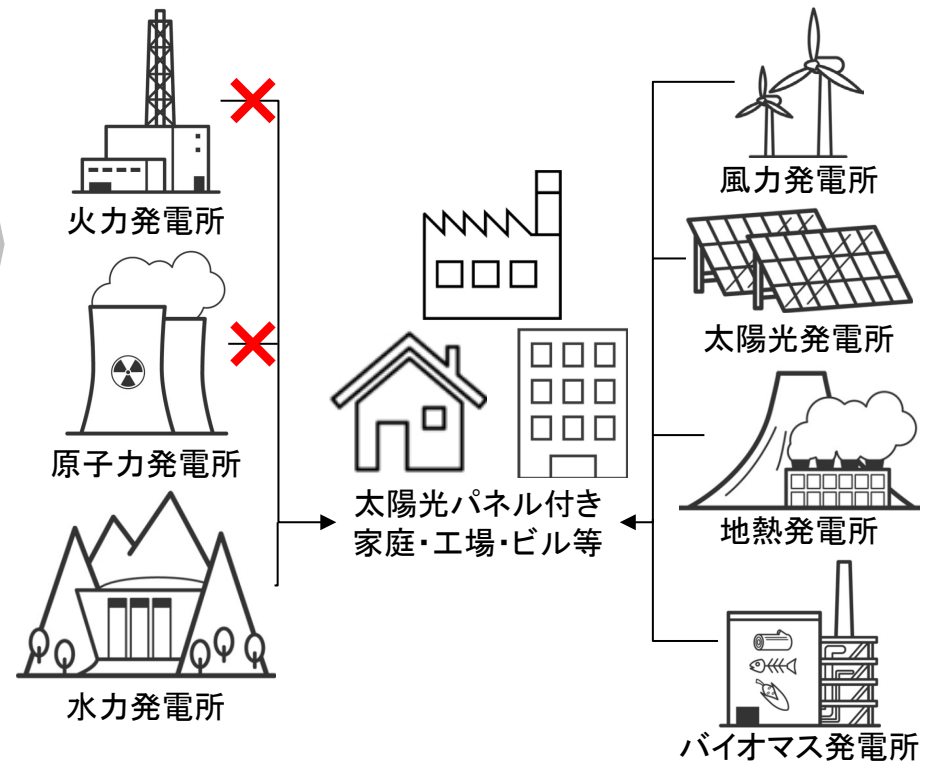 火力発電所
原子力発電所
水力発電所
太陽光パネル付き
家庭・工場・ビル等
風力発電所
太陽光発電所
地熱発電所
バイオマス発電所